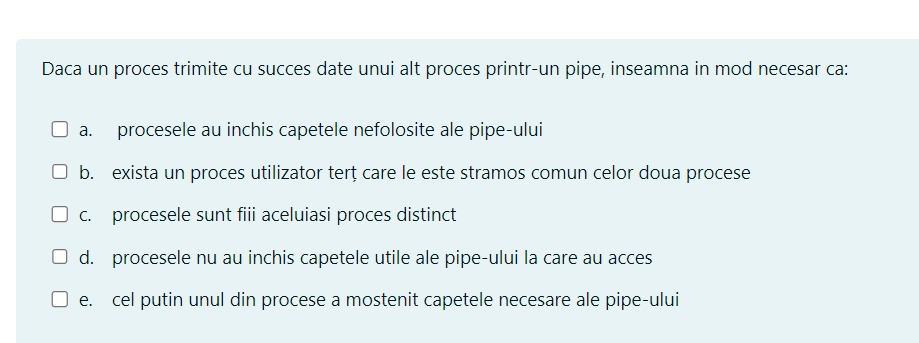 Daca un proces trimite cu succes date unui alt proces printr-un pipe, inseamna in mod necesar ca:
a. procesele au inchis capetele nefolosite ale pipe-ului
b. exista un proces utilizator terț care le este stramos comun celor doua procese
c. procesele sunt fiii aceluiasi proces distinct
d. procesele nu au inchis capetele utile ale pipe-ului la care au acces
e. cel putin unul din procese a mostenit capetele necesare ale pipe-ului